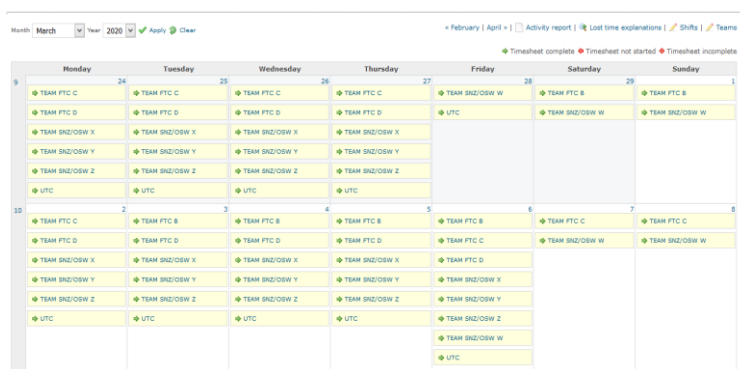 Month March Year 2020 Apply Clear « February | April » | Activity report | Lost time explanations | Shifts | Teams
Timesheet complete Timesheet not started Timesheet incomplete
Monday Tuesday Wednesday Thursday Friday Saturday Sunday
9 24 25 26 27 28 29 1
TEAM FTC C TEAM FTC C TEAM FTC C TEAM FTC C TEAM SNZ/OSW W TEAM FTC B TEAM FTC B
TEAM FTC D TEAM FTC D TEAM FTC D TEAM FTC D UTC TEAM SNZ/OSW W TEAM SNZ/OSW W
TEAM SNZ/OSW X TEAM SNZ/OSW X TEAM SNZ/OSW X TEAM SNZ/OSW X
TEAM SNZ/OSW Y TEAM SNZ/OSW Y TEAM SNZ/OSW Y TEAM SNZ/OSW Y
TEAM SNZ/OSW Z TEAM SNZ/OSW Z TEAM SNZ/OSW Z TEAM SNZ/OSW Z
UTC UTC UTC UTC
10 2 3 4 5 6 7 8
TEAM FTC C TEAM FTC B TEAM FTC B TEAM FTC B TEAM FTC B TEAM FTC C TEAM FTC C
TEAM FTC D TEAM FTC D TEAM FTC D TEAM FTC D TEAM FTC C TEAM SNZ/OSW W TEAM SNZ/OSW W
TEAM SNZ/OSW X TEAM SNZ/OSW X TEAM SNZ/OSW X TEAM SNZ/OSW X TEAM FTC D
TEAM SNZ/OSW Y TEAM SNZ/OSW Y TEAM SNZ/OSW Y TEAM SNZ/OSW Y TEAM SNZ/OSW X
TEAM SNZ/OSW Z TEAM SNZ/OSW Z TEAM SNZ/OSW Z TEAM SNZ/OSW Z TEAM SNZ/OSW Y
UTC UTC UTC UTC TEAM SNZ/OSW Z
TEAM SNZ/OSW W
UTC